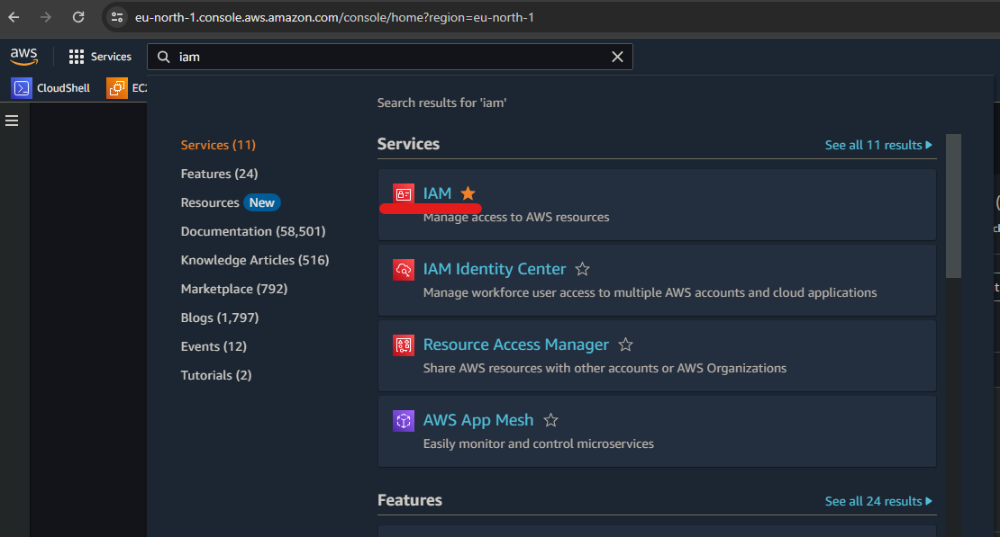 eu-north-1.console.aws.amazon.com/console/home?region=eu-north-1
aws
Services
iam
CloudShell
EC2
Search results for 'iam'
Services (11)
Features (24)
Resources New
Documentation (58,501)
Knowledge Articles (516)
Marketplace (792)
Blogs (1,797)
Events (12)
Tutorials (2)
Services
See all 11 results
IAM
Manage access to AWS resources
IAM Identity Center
Manage workforce user access to multiple AWS accounts and cloud applications
Resource Access Manager
Share AWS resources with other accounts or AWS Organizations
AWS App Mesh
Easily monitor and control microservices
Features
See all 24 results